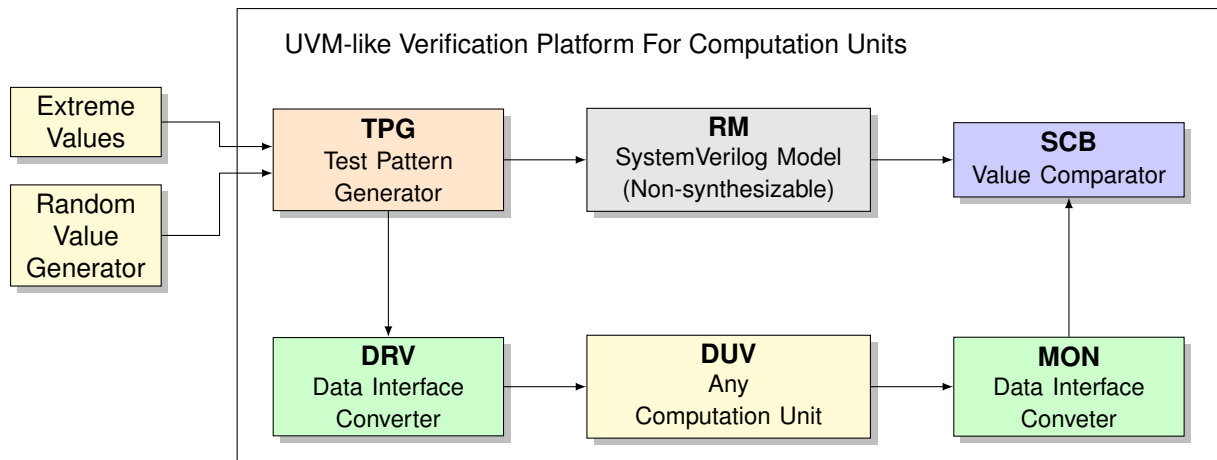 UVM-like Verification Platform For Computation Units
Extreme
Values
Random
Value
Generator
TPG
Test Pattern
Generator
RM
SystemVerilog Model
(Non-synthesizable)
SCB
Value Comparator
DRV
Data Interface
Converter
DUV
Any
Computation Unit
MON
Data Interface
Conveter